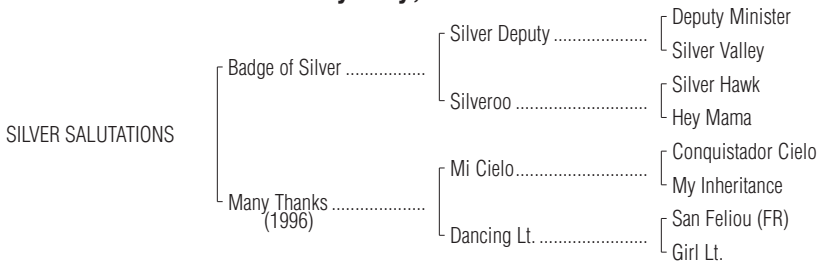 Deputy Minister
Silver Deputy ....................
Silver Valley
Badge of Silver .................
Silver Hawk
Silveroo ............................
Hey Mama
SILVER SALUTATIONS
Conquistador Cielo
Mi Cielo............................
My Inheritance
Many Thanks ....................
(1996)
San Feliou (FR)
Dancing Lt. .......................
Girl Lt.